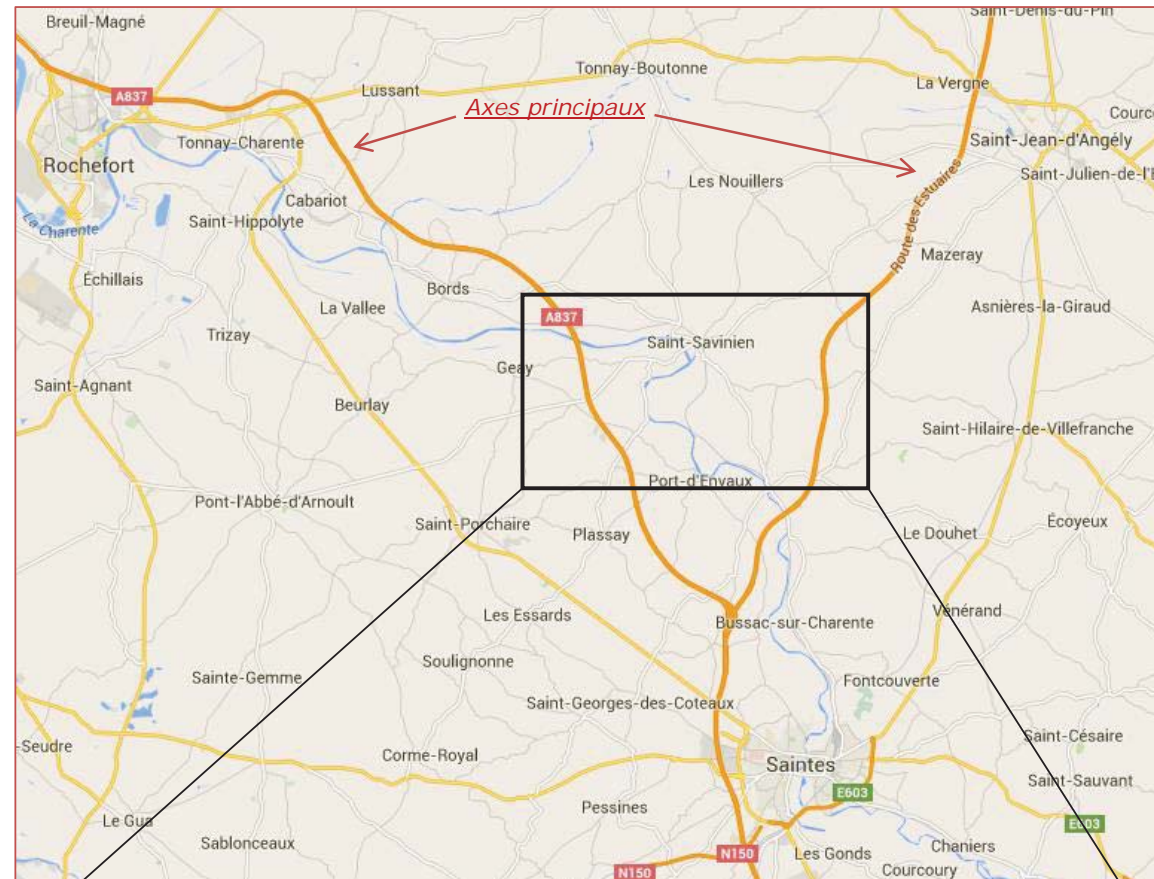 Breuil-Magné
Saint-Denis-du-Pin
Tonnay-Boutonne
La Vergne
A837
Lussant
Axes principaux
Courc
Tonnay-Charente
Saint-Jean-d'Angély
Rochefort
Les Nouillers
Saint-Julien-de-l'E
Cabariot
Saint-Hippolyte
La Charente
Route des Estuaires
Mazeray
Échillais
Bords
La Vallee
A837
Asnières-la-Giraud
Trizay
Saint-Savinien
Geay
Saint-Agnant
Beurlay
Saint-Hilaire-de-Villefranche
Port-d'Envaux
Pont-l'Abbé-d'Arnoult
Saint-Porchaire
Plassay
Le Douhet
Écoyeux
Les Essards
Vénérand
Bussac-sur-Charente
Soulignonne
Sainte-Gemme
Fontcouverte
Saint-Georges-des-Coteaux
-Seudre
Corme-Royal
Saint-Césaire
Saintes
Saint-Sauvant
E603
Pessines
Le Gua
E603
Sablonceaux
N150
Les Gonds
Chaniers
N150
Courcoury